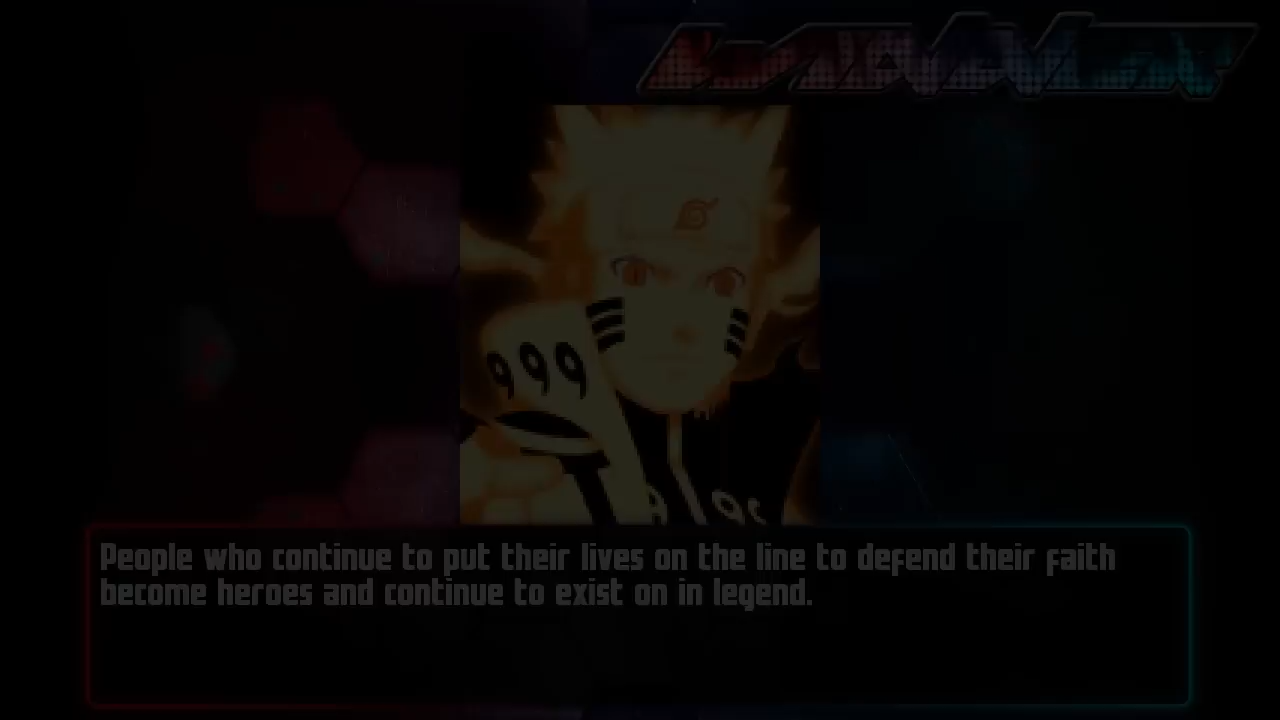 People who continue to put their lives on the line to defend their faith
become heroes and continue to exist on in legend.